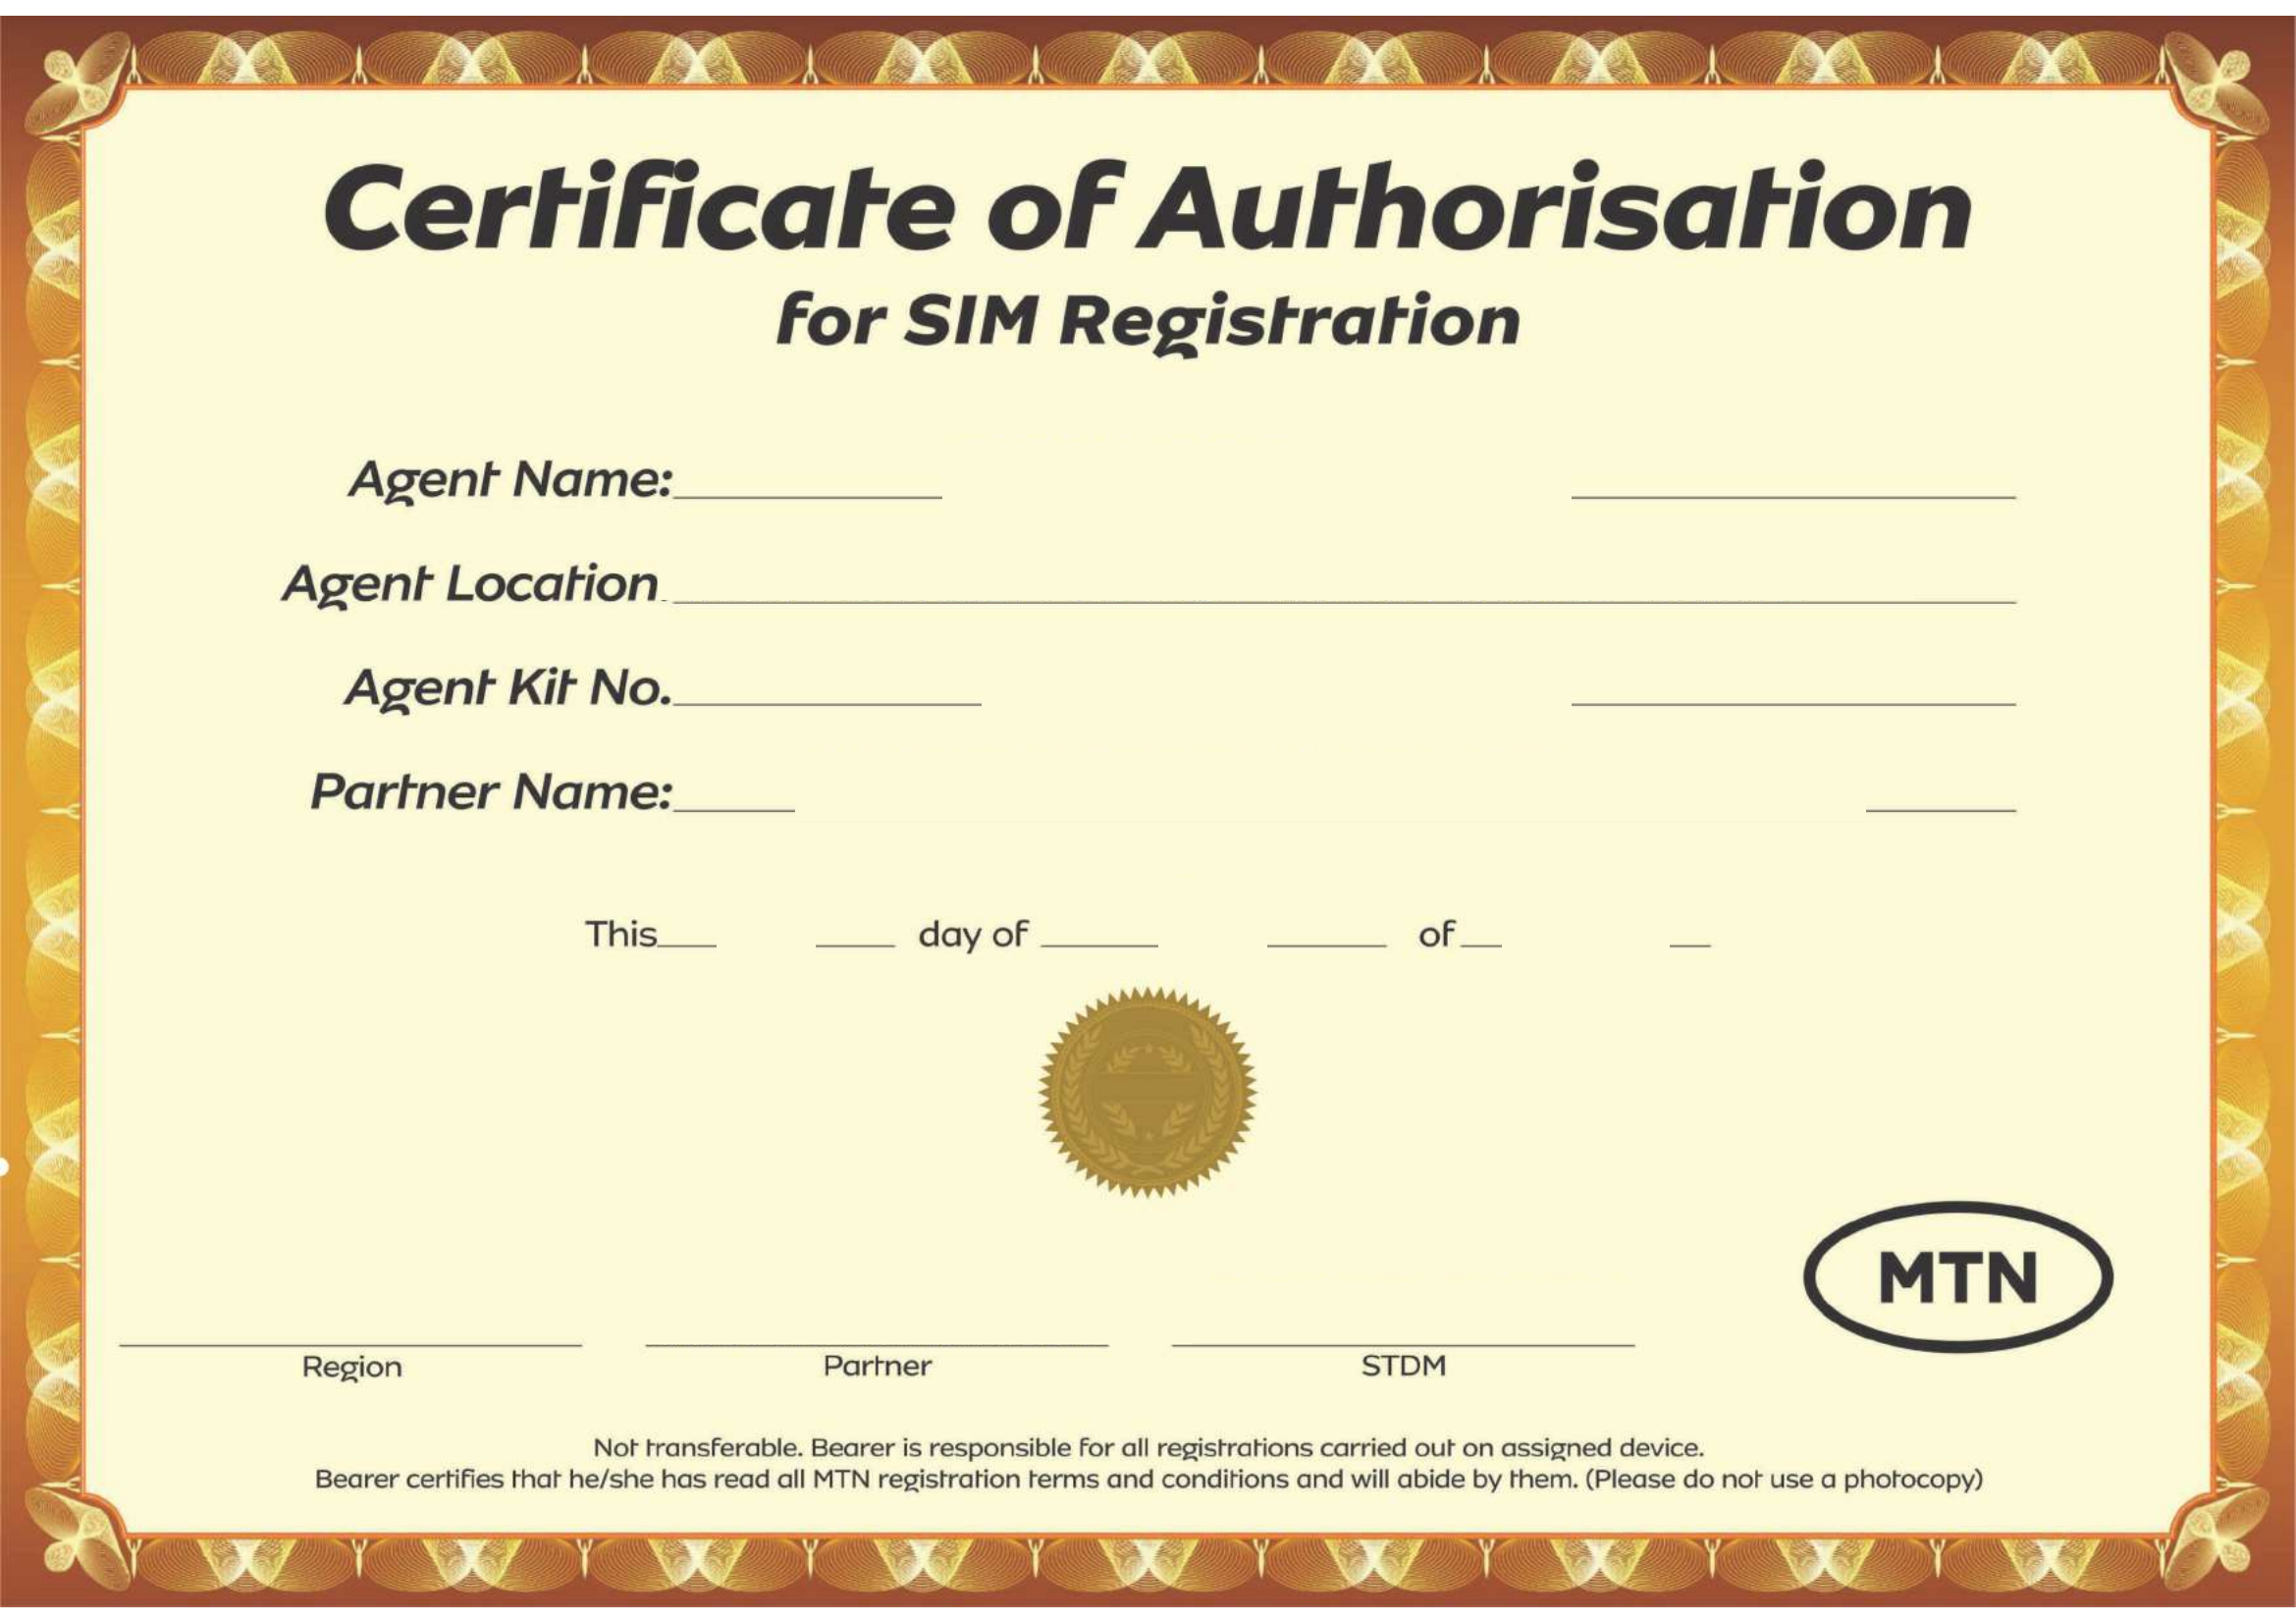 Certificate of Authorisation
for SIM Registration
Agent Name:
Agent Location
Agent Kit No.
Partner Name:
This day of of
MTN
Region Partner STDM
Not transferable. Bearer is responsible for all registrations carried out on assigned device.
Bearer certifies that he/she has read all MTN registration terms and conditions and will abide by them. (Please do not use a photocopy)